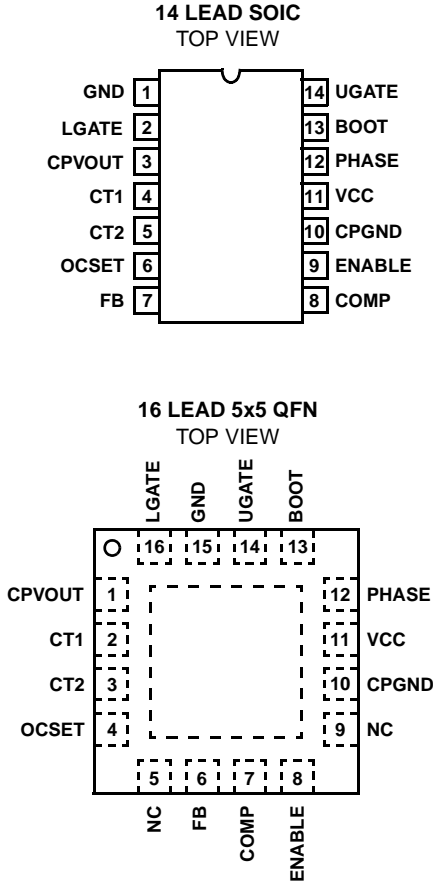 14 LEAD SOIC
TOP VIEW
GND 1 14 UGATE
LGATE 2 13 BOOT
CPVOUT 3 12 PHASE
CT1 4 11 VCC
CT2 5 10 CPGND
OCSET 6 9 ENABLE
FB 7 8 COMP
16 LEAD 5x5 QFN
TOP VIEW
LGATE GND UGATE BOOT
16 15 14 13
CPVOUT 1 12 PHASE
CT1 2 11 VCC
CT2 3 10 CPGND
OCSET 4 9 NC
5 6 7 8
NC FB COMP ENABLE